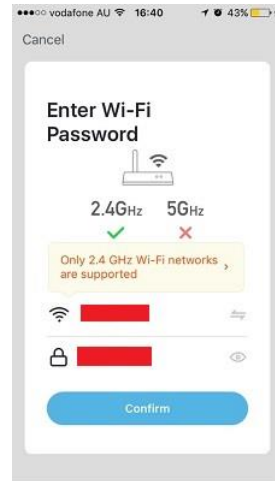 vodafone AU 16:40 43%
Cancel
Enter Wi-Fi
Password
2.4GHz 5GHz
Only 2.4 GHz Wi-Fi networks
are supported
Confirm